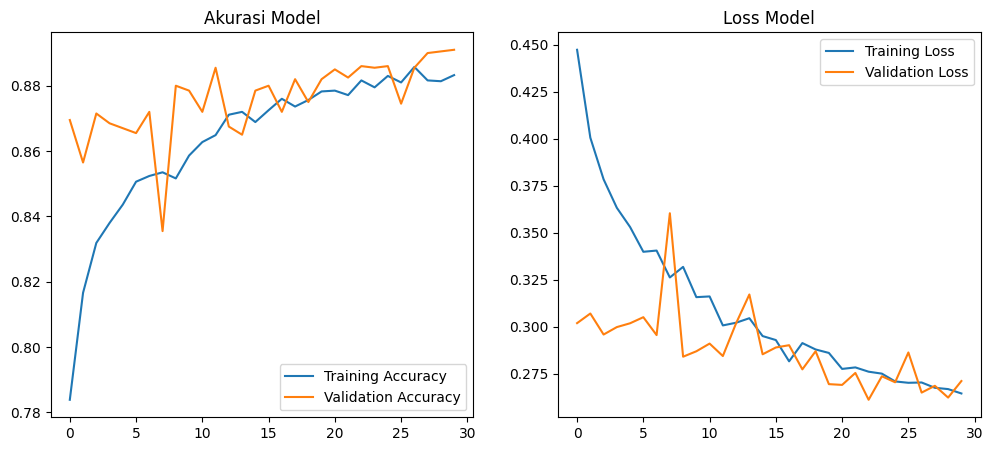 Akurasi Model
0.88
0.86
0.84
0.82
0.80
0.78
0 5 10 15 20 25 30
Training Accuracy
Validation Accuracy
Loss Model
0.450
0.425
0.400
0.375
0.350
0.325
0.300
0.275
0 5 10 15 20 25 30
Training Loss
Validation Loss